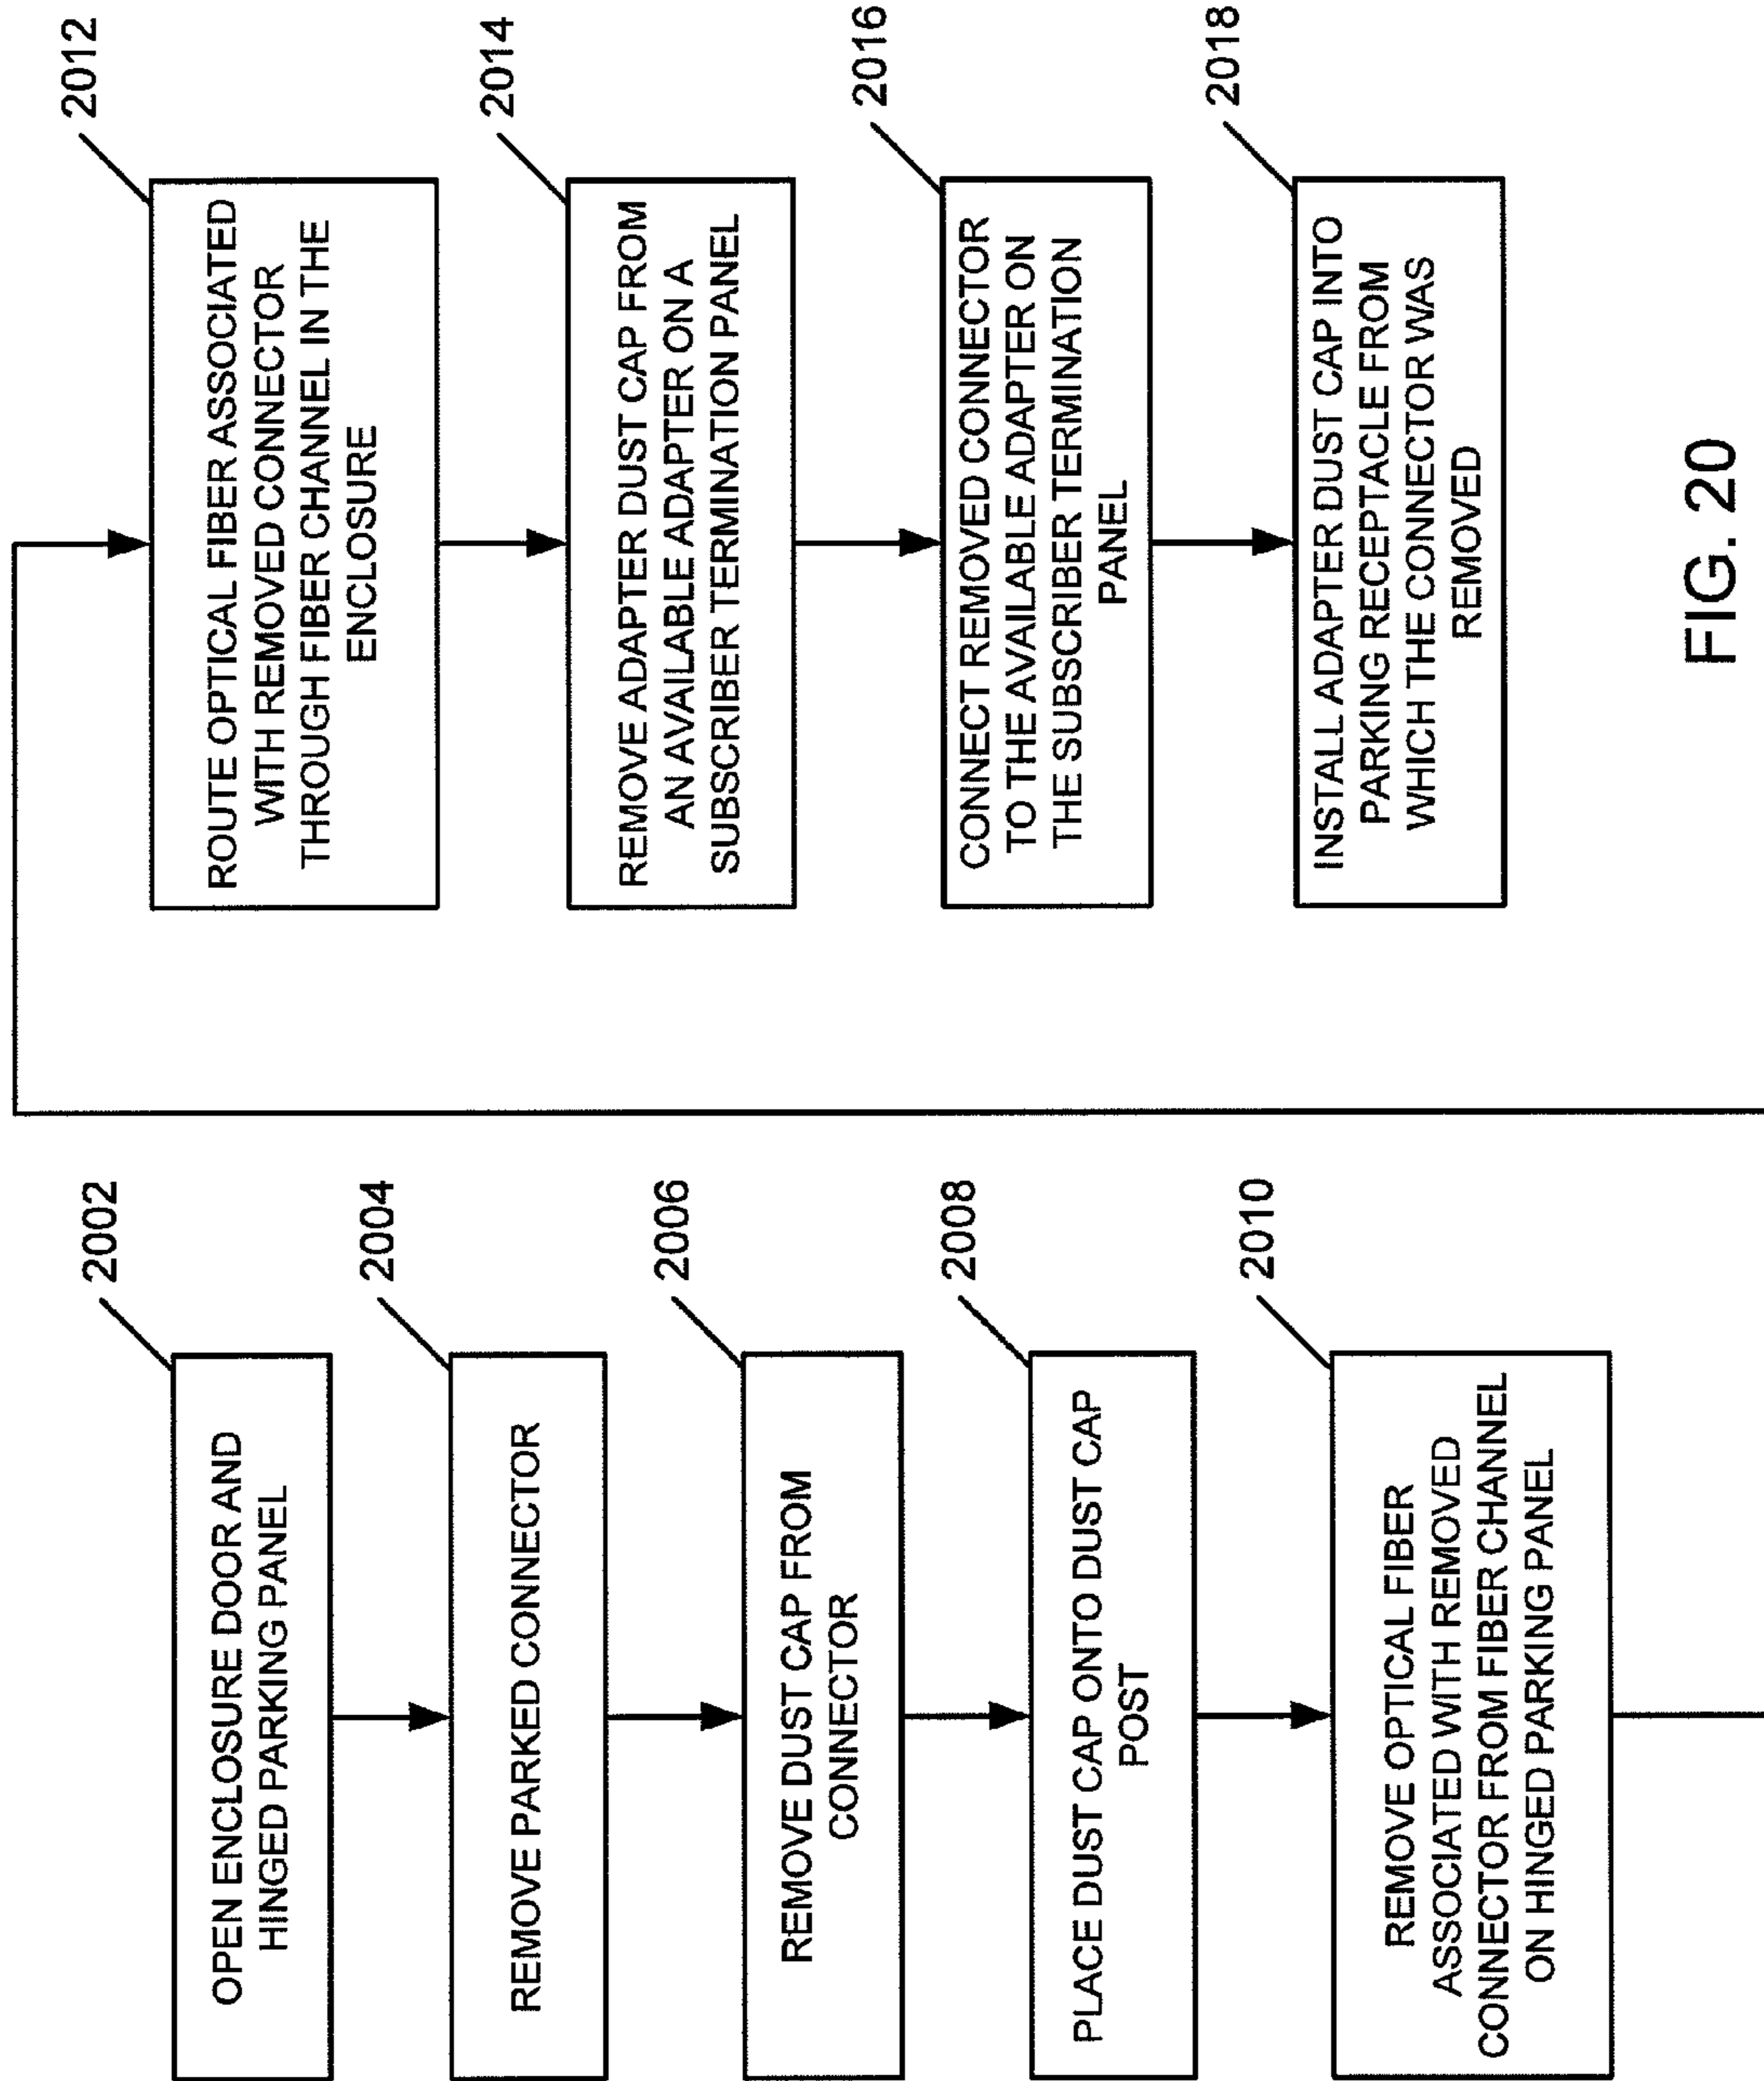 2002
OPEN ENCLOSURE DOOR AND
HINGED PARKING PANEL
2004
REMOVE PARKED CONNECTOR
2006
REMOVE DUST CAP FROM
CONNECTOR
2008
PLACE DUST CAP ONTO DUST CAP
POST
2010
REMOVE OPTICAL FIBER
ASSOCIATED WITH REMOVED
CONNECTOR FROM FIBER CHANNEL
ON HINGED PARKING PANEL
2012
ROUTE OPTICAL FIBER ASSOCIATED
WITH REMOVED CONNECTOR
THROUGH FIBER CHANNEL IN THE
ENCLOSURE
2014
REMOVE ADAPTER DUST CAP FROM
AN AVAILABLE ADAPTER ON A
SUBSCRIBER TERMINATION PANEL
2016
CONNECT REMOVED CONNECTOR
TO THE AVAILABLE ADAPTER ON
THE SUBSCRIBER TERMINATION
PANEL
2018
INSTALL ADAPTER DUST CAP INTO
PARKING RECEPTACLE FROM
WHICH THE CONNECTOR WAS
REMOVED
FIG. 20